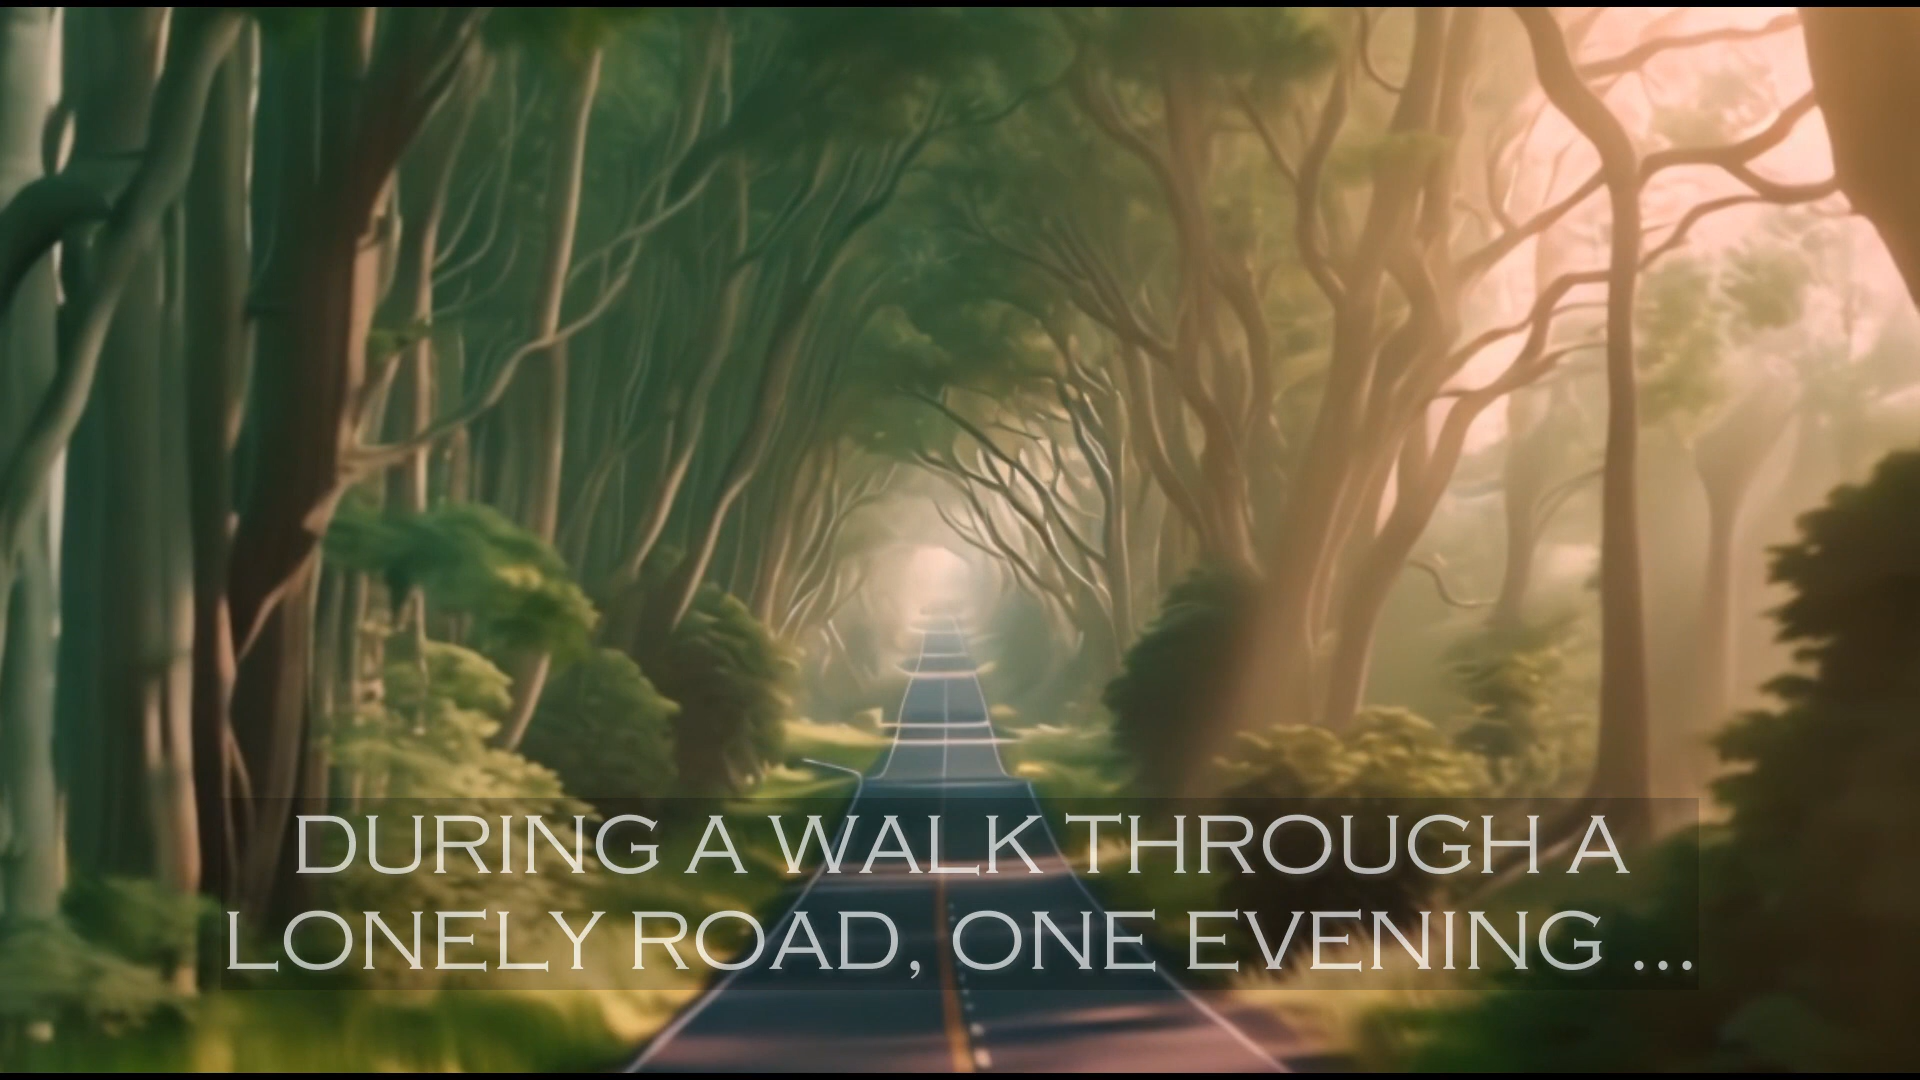 DURING A WALK THROUGH A
LONELY ROAD, ONE EVENING ...